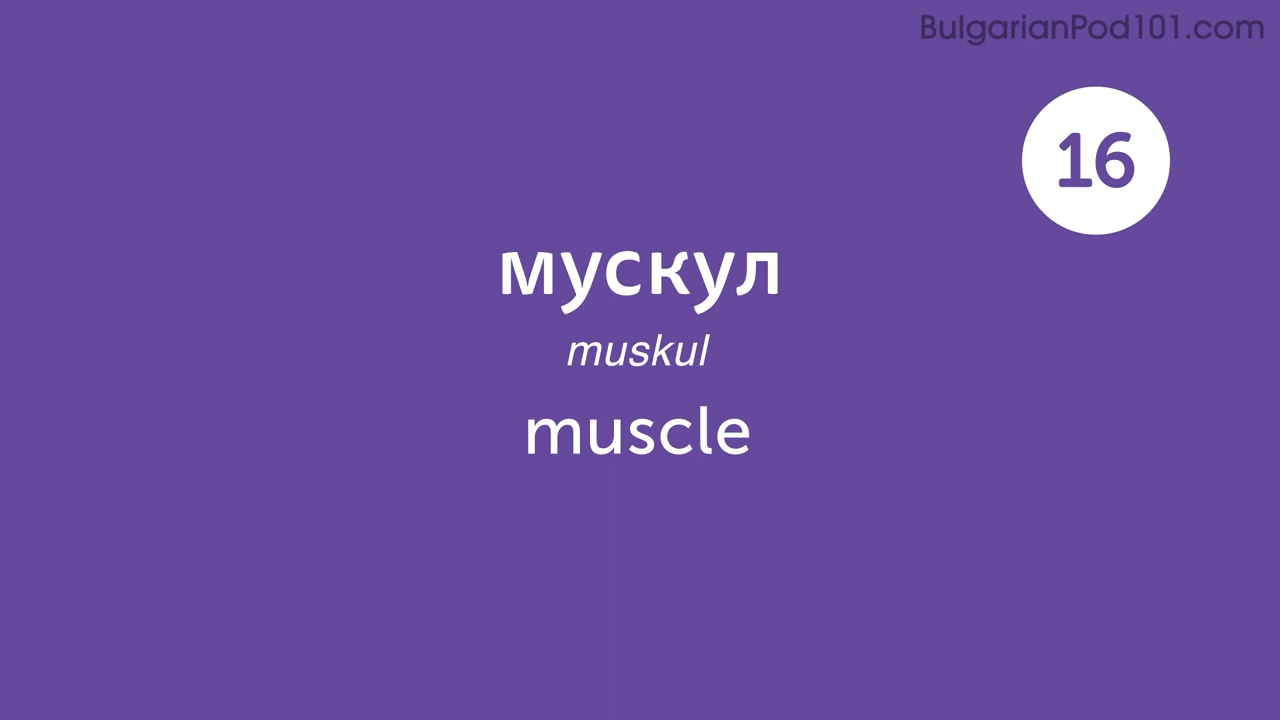 BulgarianPod101.com
16
мускул
muskul
muscle